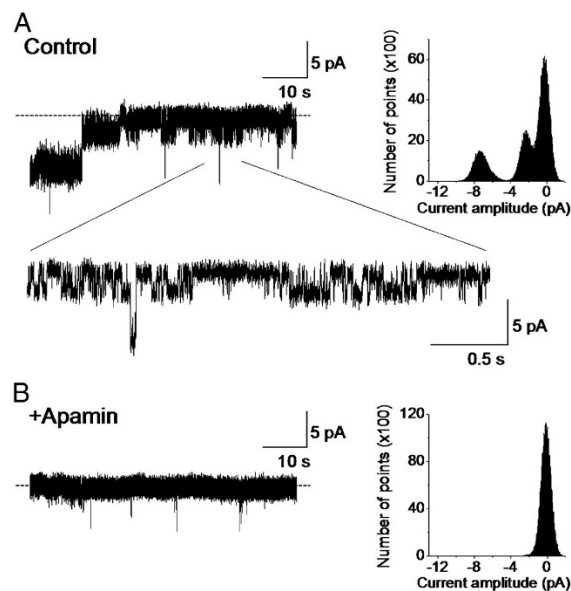 A
Control
5 pA
10 s
Number of points (x100)
60
40
20
0
-12
-8
-4
0
Current amplitude (pA)
5 pA
0.5 s
B
+Apamin
5 pA
10 s
Number of points (x100)
120
80
40
0
-12
-8
-4
0
Current amplitude (pA)